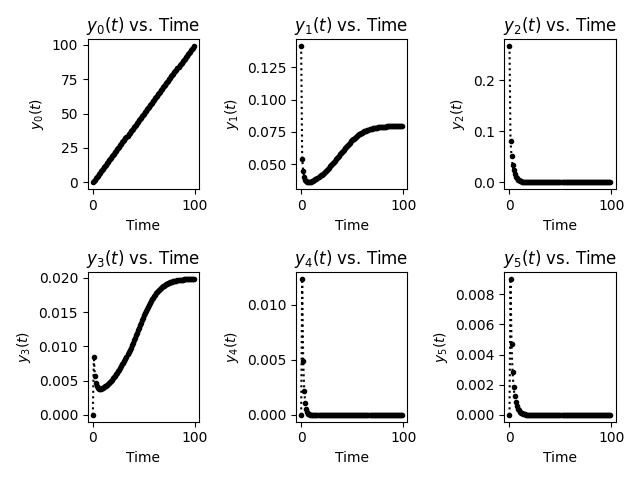 y₀(t) vs. Time
100
75
50
25
0
y₀(t)
0
100
Time
y₁(t) vs. Time
0.125
0.100
0.075
0.050
y₁(t)
0
100
Time
y₂(t) vs. Time
0.2
0.1
0.0
y₂(t)
0
100
Time
y₃(t) vs. Time
0.020
0.015
0.010
0.005
0.000
y₃(t)
0
100
Time
y₄(t) vs. Time
0.010
0.005
0.000
y₄(t)
0
100
Time
y₅(t) vs. Time
0.008
0.006
0.004
0.002
0.000
y₅(t)
0
100
Time